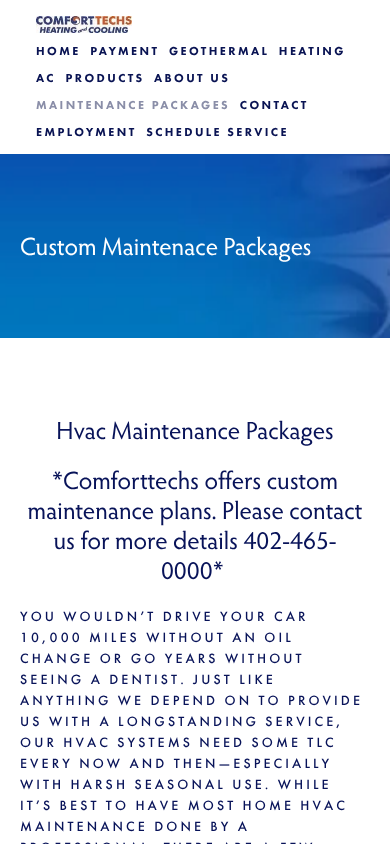 COMFORTTECHS
HEATING and COOLING
HOME PAYMENT GEOTHERMAL HEATING
AC PRODUCTS ABOUT US
MAINTENANCE PACKAGES CONTACT
EMPLOYMENT SCHEDULE SERVICE
Custom Maintenace Packages
Hvac Maintenance Packages
*Comforttechs offers custom
maintenance plans. Please contact
us for more details 402-465-
0000*
YOU WOULDN’T DRIVE YOUR CAR
10,000 MILES WITHOUT AN OIL
CHANGE OR GO YEARS WITHOUT
SEEING A DENTIST. JUST LIKE
ANYTHING WE DEPEND ON TO PROVIDE
US WITH A LONGSTANDING SERVICE,
OUR HVAC SYSTEMS NEED SOME TLC
EVERY NOW AND THEN—ESPECIALLY
WITH HARSH SEASONAL USE. WHILE
IT’S BEST TO HAVE MOST HOME HVAC
MAINTENANCE DONE BY A